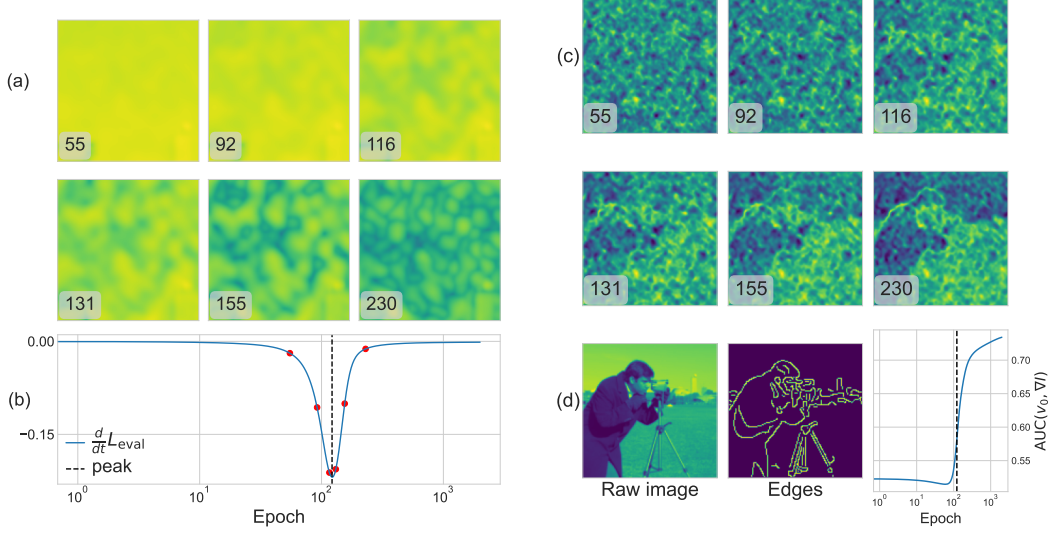 (a)
55
92
116
131
155
230
(b)
0.00
−0.15
d/dt L_eval
peak
10^0
10^1
10^2
10^3
Epoch
(c)
55
92
116
131
155
230
(d)
Raw image
Edges
0.70
0.65
0.60
0.55
AUC(v_0, ∇I)
10^0
10^1
10^2
10^3
Epoch